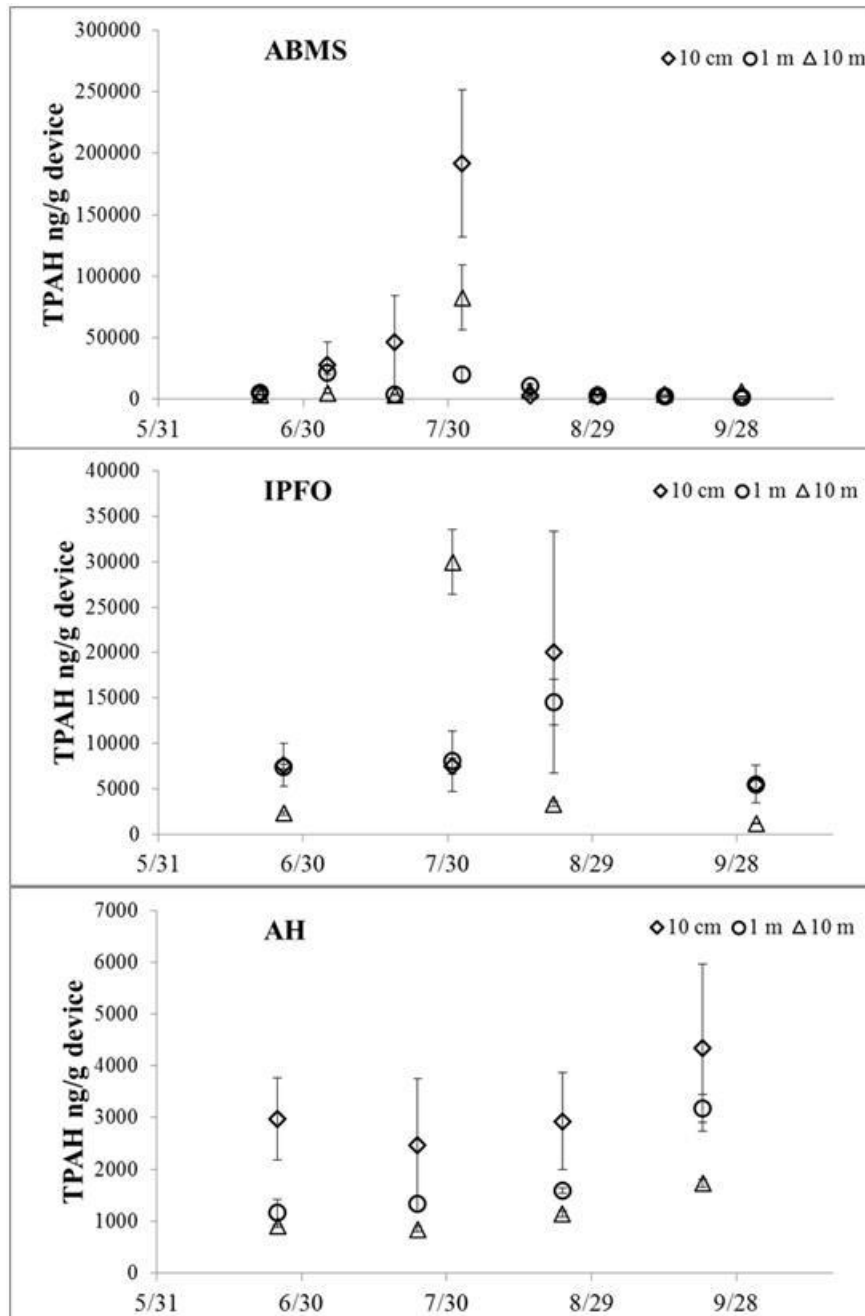 ABMS
10 cm 1 m 10 m
TPAH ng/g device
300000
250000
200000
150000
100000
50000
0
5/31 6/30 7/30 8/29 9/28
IPFO
10 cm 1 m 10 m
TPAH ng/g device
40000
35000
30000
25000
20000
15000
10000
5000
0
5/31 6/30 7/30 8/29 9/28
AH
10 cm 1 m 10 m
TPAH ng/g device
7000
6000
5000
4000
3000
2000
1000
0
5/31 6/30 7/30 8/29 9/28